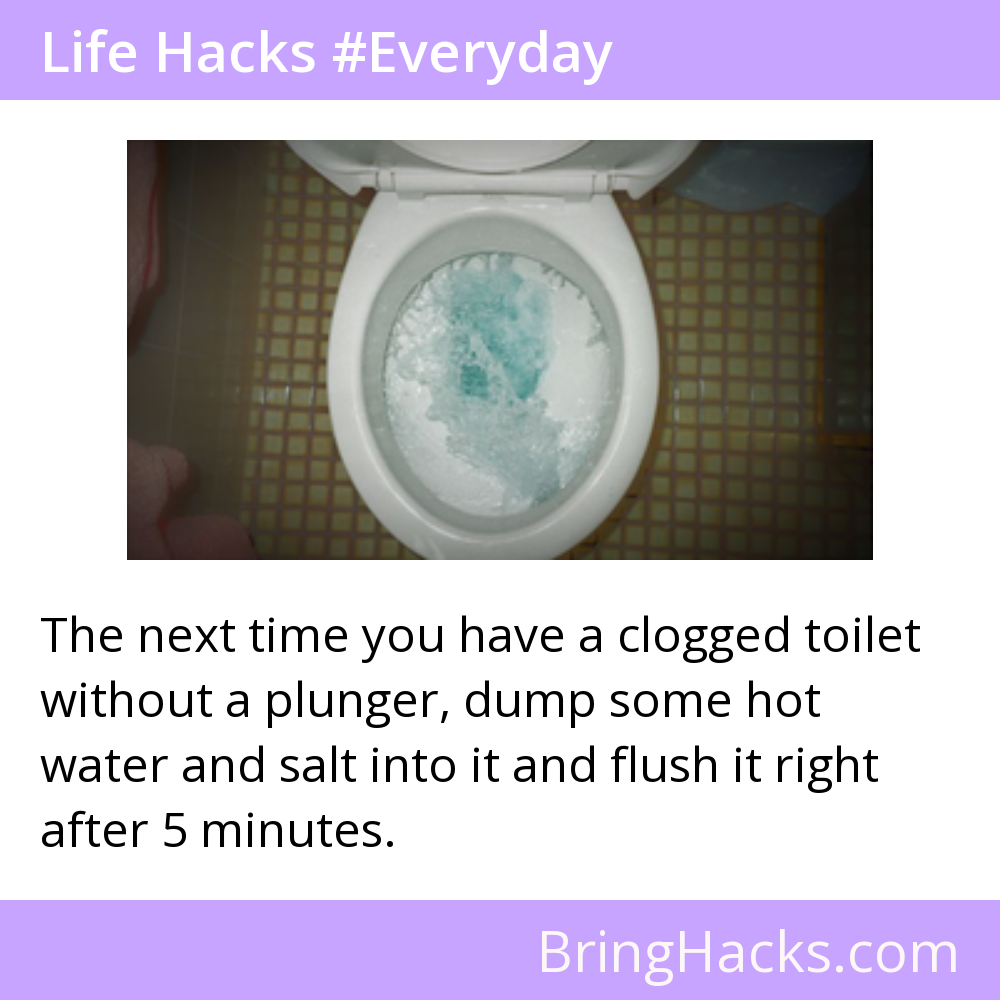 Life Hacks #Everyday
The next time you have a clogged toilet
without a plunger, dump some hot
water and salt into it and flush it right
after 5 minutes.
BringHacks.com